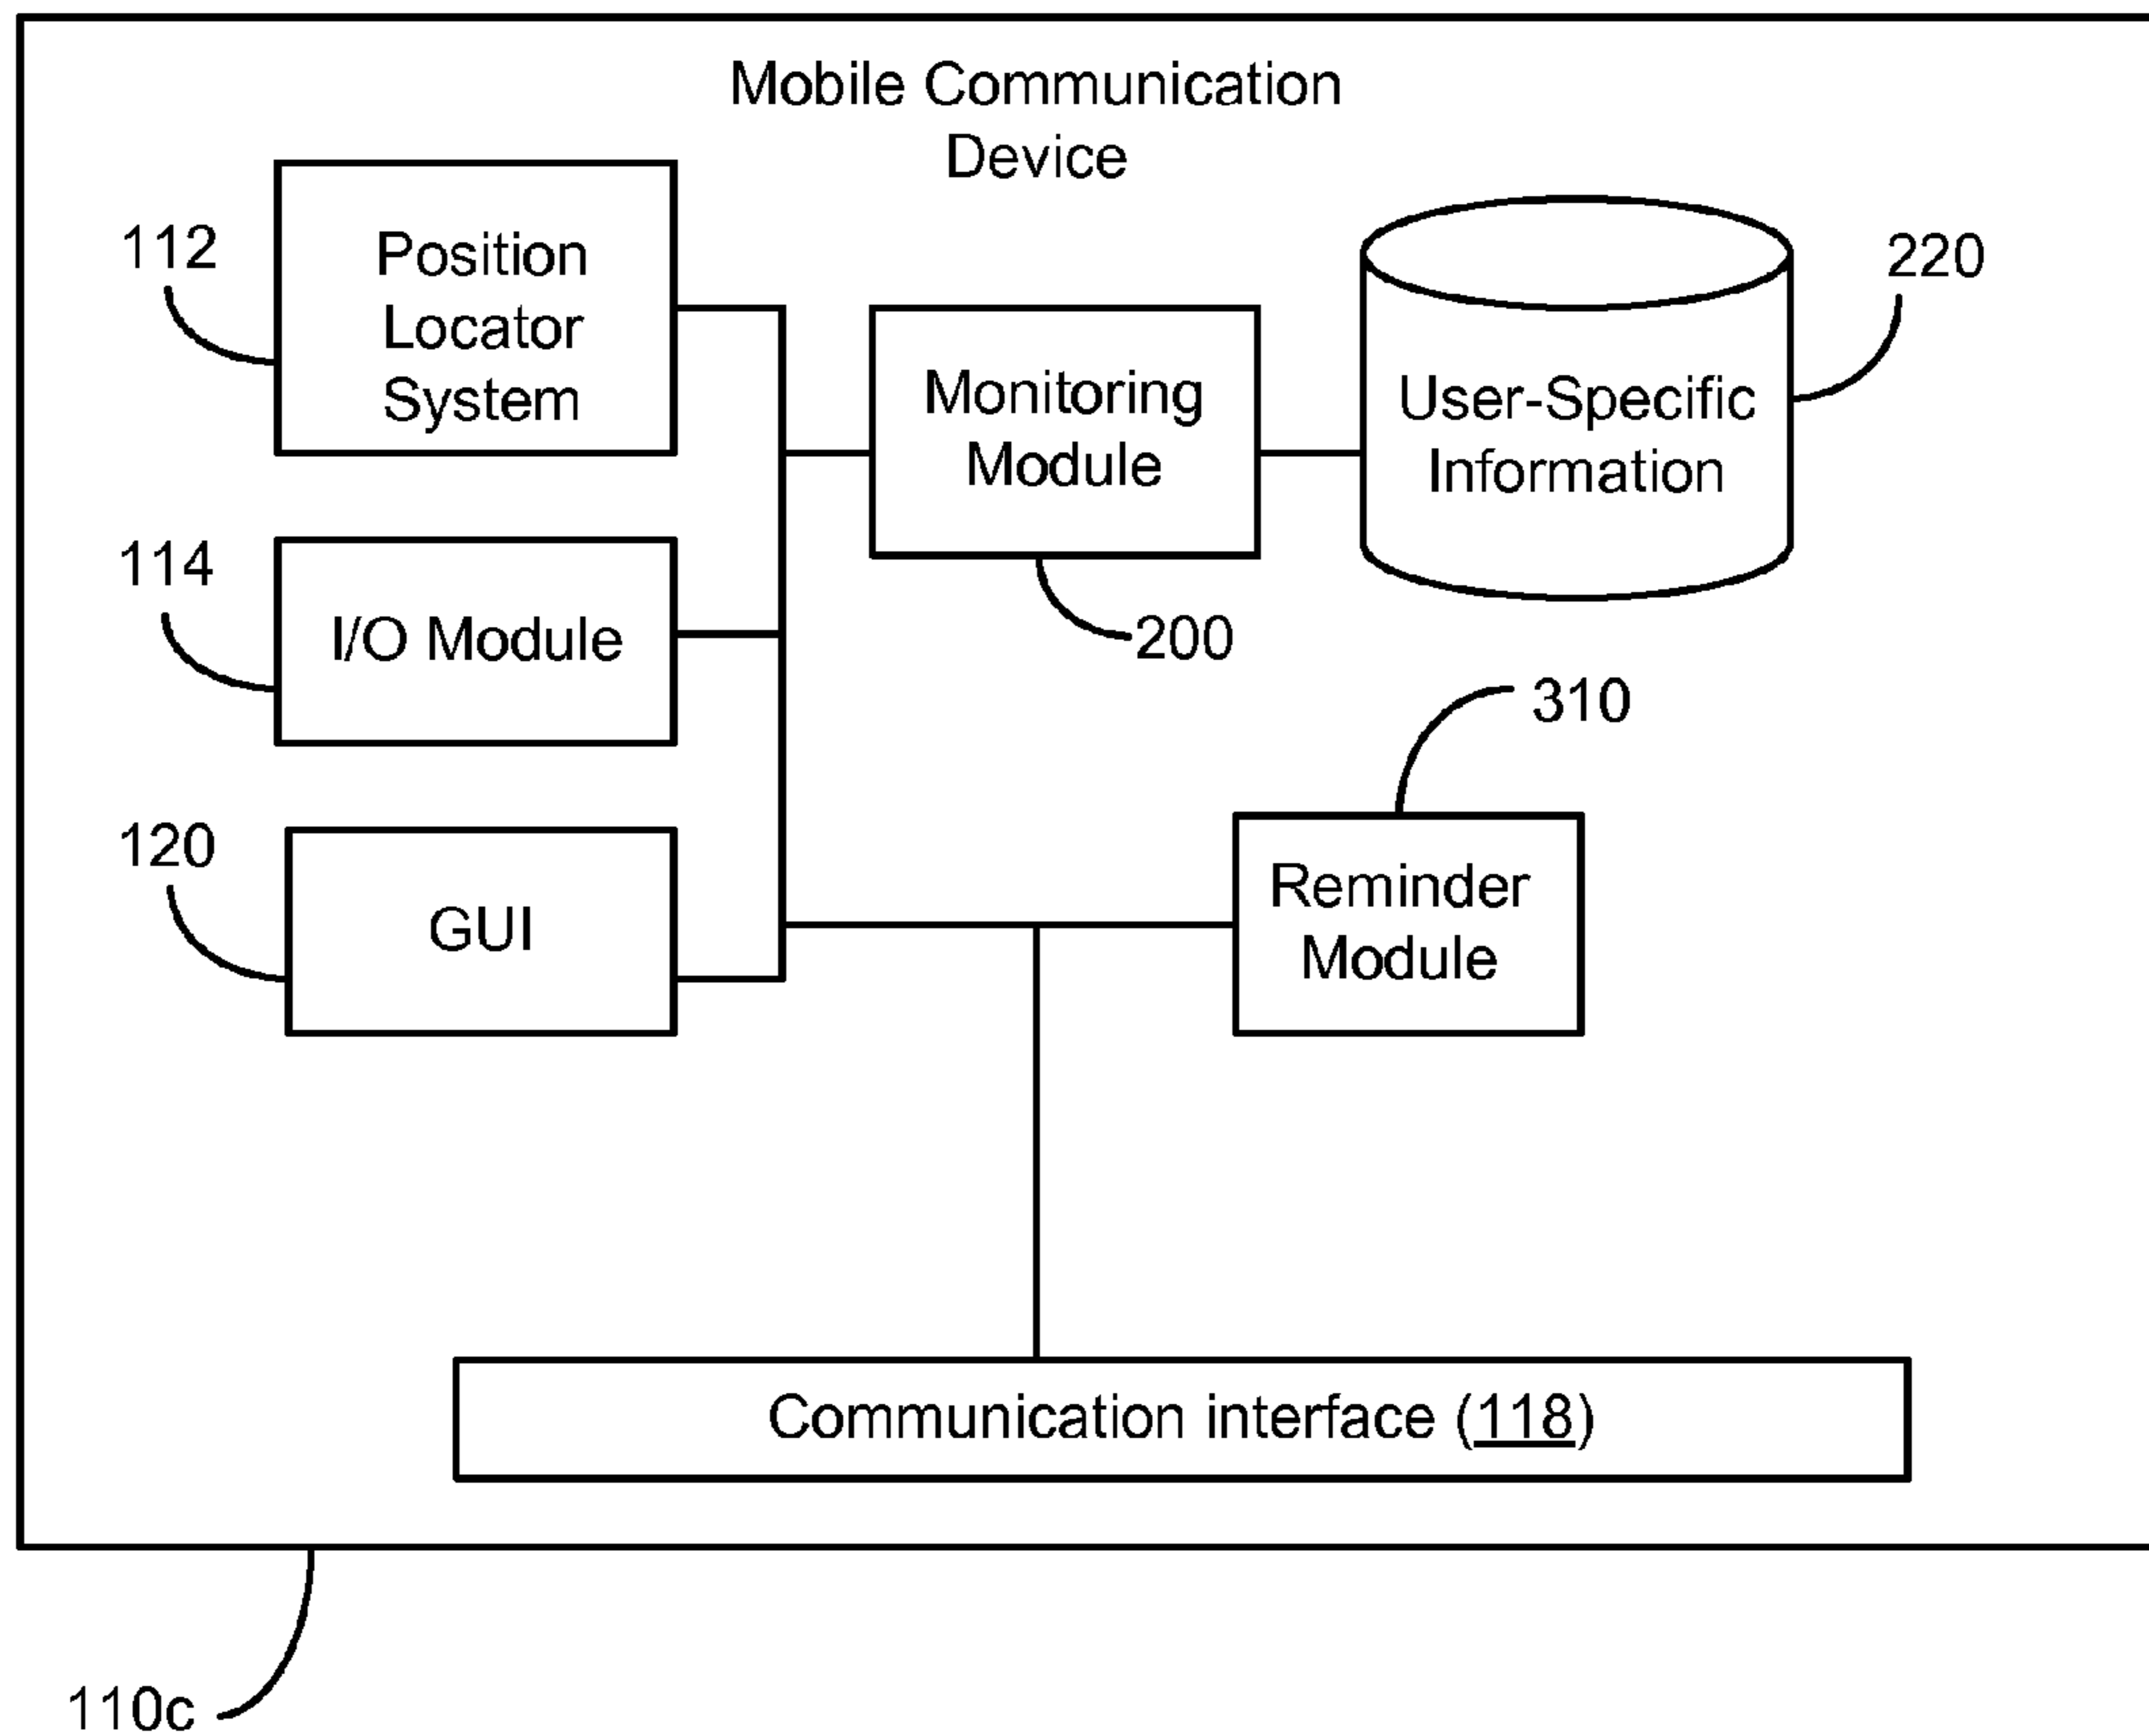 Mobile Communication
Device
112
Position
Locator
System
220
Monitoring
Module
User-Specific
Information
114
I/O Module
200
310
120
GUI
Reminder
Module
Communication interface (118)
110c